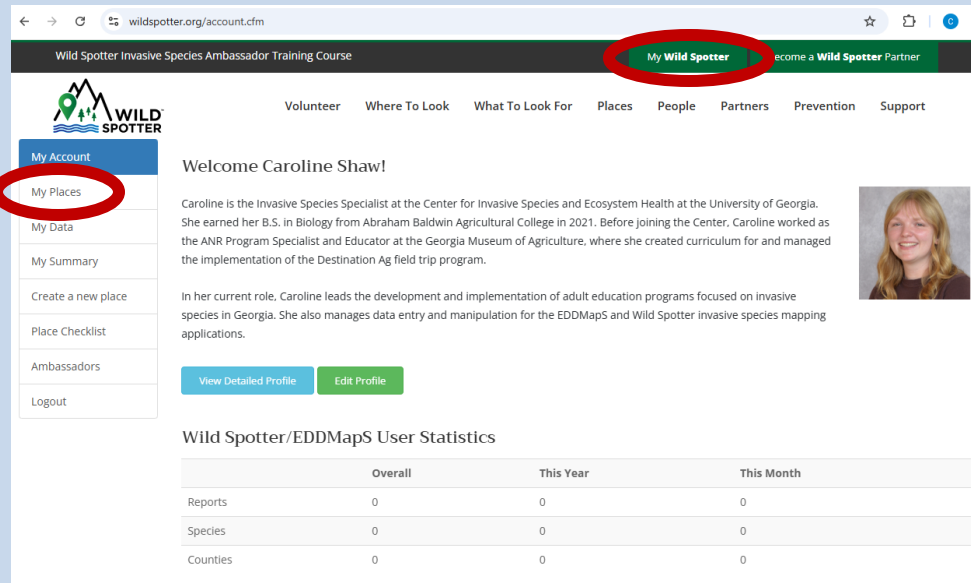 wildspotter.org/account.cfm
C
Wild Spotter Invasive Species Ambassador Training Course
My Wild Spotter
ecome a Wild Spotter Partner
WILD
SPOTTER
Volunteer Where To Look What To Look For Places People Partners Prevention Support
My Account
My Places
My Data
My Summary
Create a new place
Place Checklist
Ambassadors
Logout
Welcome Caroline Shaw!
Caroline is the Invasive Species Specialist at the Center for Invasive Species and Ecosystem Health at the University of Georgia.
She earned her B.S. in Biology from Abraham Baldwin Agricultural College in 2021. Before joining the Center, Caroline worked as
the ANR Program Specialist and Educator at the Georgia Museum of Agriculture, where she created curriculum for and managed
the implementation of the Destination Ag field trip program.
In her current role, Caroline leads the development and implementation of adult education programs focused on invasive
species in Georgia. She also manages data entry and manipulation for the EDDMapS and Wild Spotter invasive species mapping
applications.
View Detailed Profile Edit Profile
Wild Spotter/EDDMapS User Statistics
Overall This Year This Month
Reports 0 0 0
Species 0 0 0
Counties 0 0 0